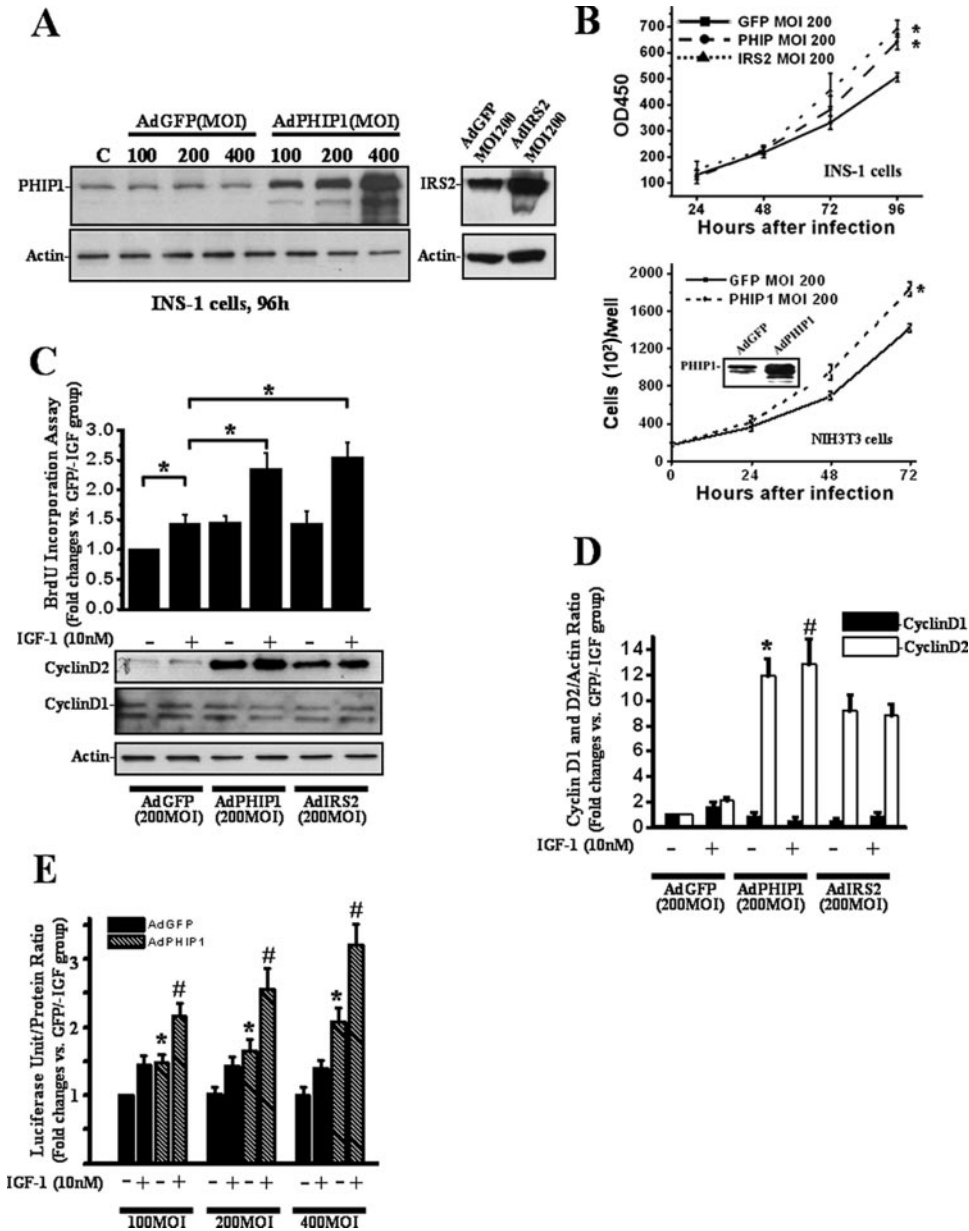 A
AdGFP(MOI) AdPHIP1(MOI)
C 100 200 400 100 200 400
PHIP1-
Actin-
INS-1 cells, 96h
AdGFP
MOI200
AdIRS2
MOI200
IRS2
Actin-
B
GFP MOI 200
PHIP MOI 200
IRS2 MOI 200
*
*
700
600
500
400
300
200
100
OD450
INS-1 cells
24 48 72 96
Hours after infection
GFP MOI 200
PHIP1 MOI 200
*
2000
1600
1200
800
400
0
Cells (10²)/well
AdGFP
AdPHIP1
PHIP1-
NIH3T3 cells
0 24 48 72
Hours after infection
C
*
*
*
3.0
2.5
2.0
1.5
1.0
0.5
0.0
BrdU Incorporation Assay
(Fold changes vs. GFP/-IGF group)
IGF-1 (10nM) - + - + - +
CyclinD2
CyclinD1
Actin-
AdGFP AdPHIP1 AdIRS2
(200MOI) (200MOI) (200MOI)
D
CyclinD1
CyclinD2
* #
14
12
10
8
6
4
2
0
Cyclin D1 and D2/Actin Ratio
(Fold changes vs. GFP/-IGF group)
IGF-1 (10nM) - + - + - +
AdGFP AdPHIP1 AdIRS2
(200MOI) (200MOI) (200MOI)
E
AdGFP
AdPHIP1
* # * # * #
3
2
1
Luciferase Unit/Protein Ratio
(Fold changes vs. GFP/-IGF group)
IGF-1 (10nM) - + - + - + - + - + - +
100MOI 200MOI 400MOI